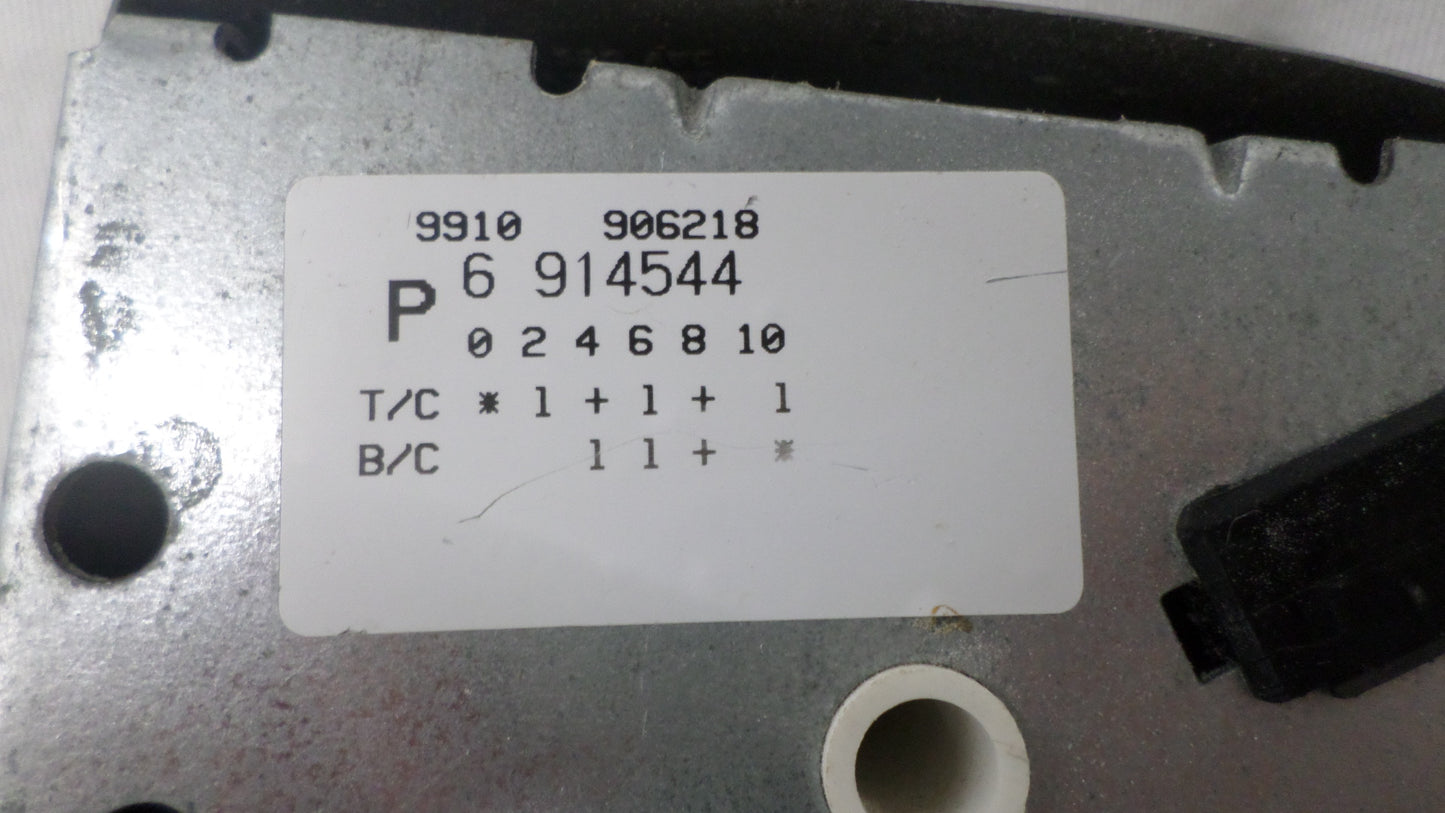 9910 906218
P 6 914544
0 2 4 6 8 10
T/C * 1 + 1 + 1
B/C 1 1 + *